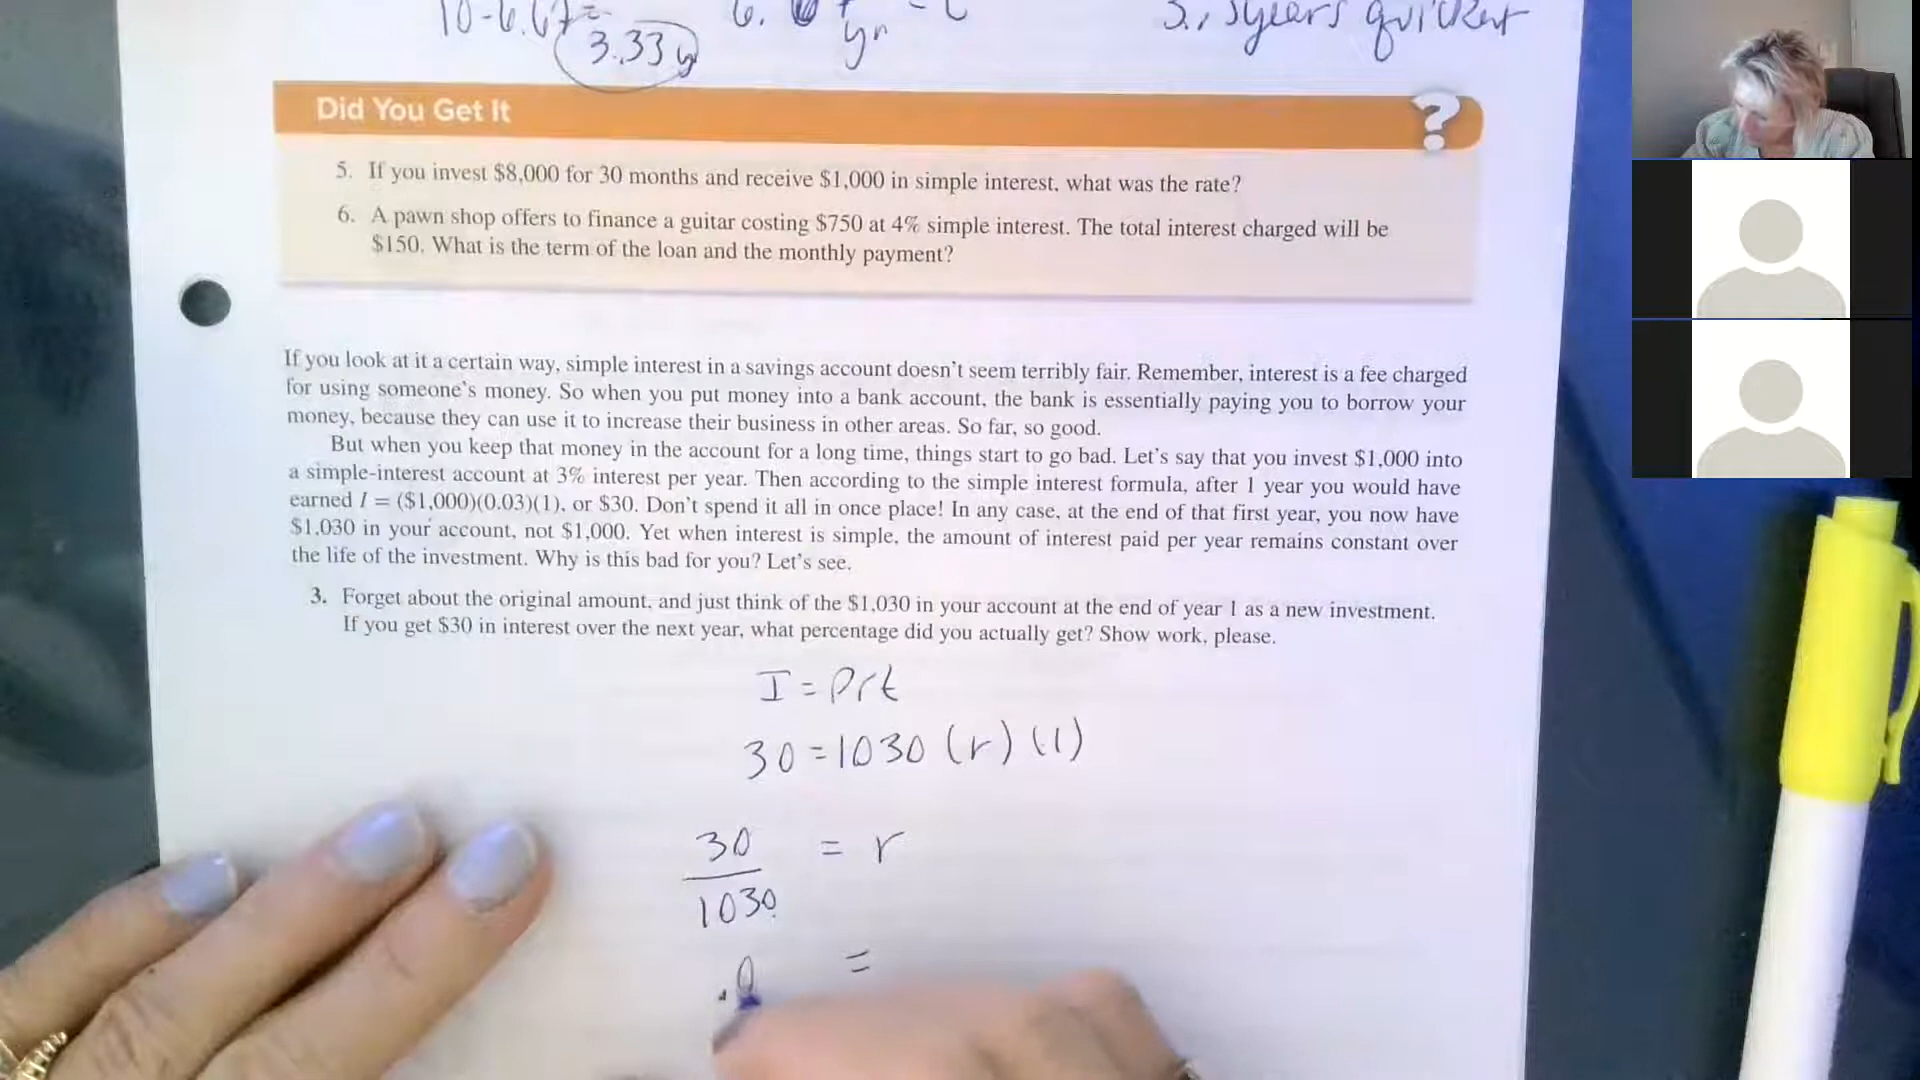 10-6.67=
3.33y
6.
yr
years quicker
Did You Get It
?
5. If you invest $8,000 for 30 months and receive $1,000 in simple interest, what was the rate?
6. A pawn shop offers to finance a guitar costing $750 at 4% simple interest. The total interest charged will be
$150. What is the term of the loan and the monthly payment?
If you look at it a certain way, simple interest in a savings account doesn't seem terribly fair. Remember, interest is a fee charged
for using someone's money. So when you put money into a bank account, the bank is essentially paying you to borrow your
money, because they can use it to increase their business in other areas. So far, so good.
But when you keep that money in the account for a long time, things start to go bad. Let's say that you invest $1,000 into
a simple-interest account at 3% interest per year. Then according to the simple interest formula, after 1 year you would have
earned I = ($1,000)(0.03)(1), or $30. Don't spend it all in once place! In any case, at the end of that first year, you now have
$1,030 in your account, not $1,000. Yet when interest is simple, the amount of interest paid per year remains constant over
the life of the investment. Why is this bad for you? Let's see.
3. Forget about the original amount, and just think of the $1,030 in your account at the end of year 1 as a new investment.
If you get $30 in interest over the next year, what percentage did you actually get? Show work, please.
I = Prt
30 = 1030 (r) (1)
30 = r
1030
.0 =